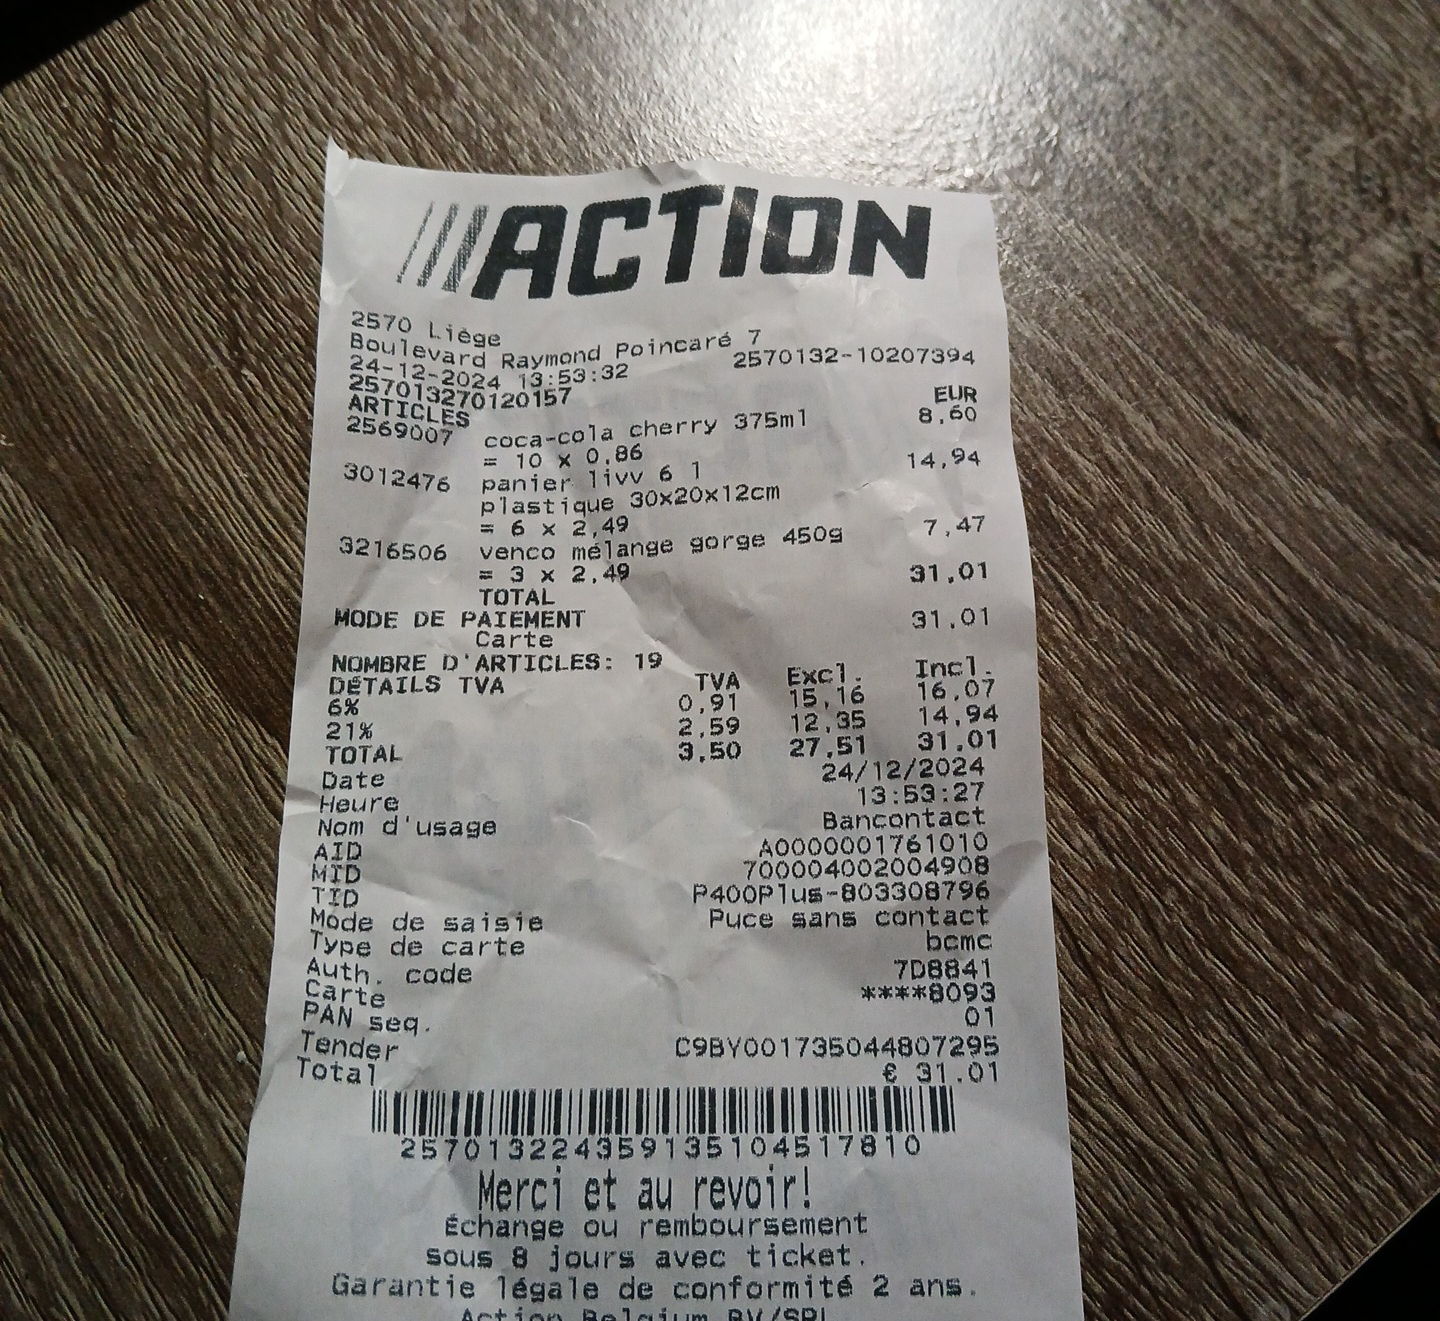 ACTION
2570 Liège
Boulevard Raymond Poincaré 7
24-12-2024 13:53:32 2570132-10207394
257013270120157
ARTICLES EUR
2569007 coca-cola cherry 375ml 8,60
= 10 x 0,86
3012476 panier livv 6 l 14,94
plastique 30x20x12cm
= 6 x 2,49
3216506 venco mélange gorge 450g 7,47
= 3 x 2,49
TOTAL 31,01
MODE DE PAIEMENT
Carte 31,01
NOMBRE D'ARTICLES: 19
DÉTAILS TVA TVA Excl. Incl.
6% 0,91 15,16 16,07
21% 2,59 12,35 14,94
TOTAL 3,50 27,51 31,01
Date 24/12/2024
Heure 13:53:27
Nom d'usage Bancontact
AID A0000001761010
MID 700004002004908
TID P400Plus-803308796
Mode de saisie Puce sans contact
Type de carte bcmc
Auth. code 7D8841
Carte ****8093
PAN seq. 01
Tender C9BY001735044807295
Total € 31.01
257013224359135104517810
Merci et au revoir!
Échange ou remboursement
sous 8 jours avec ticket.
Garantie légale de conformité 2 ans.
Action Belgium BV/SRL